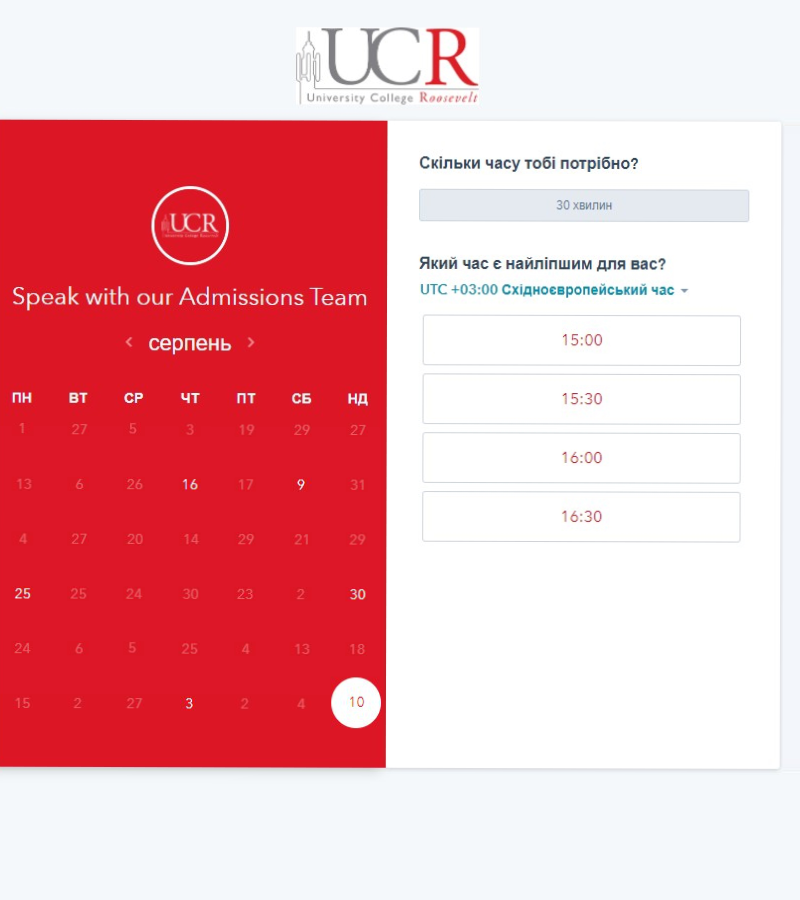 UCR
University College Roosevelt
UCR
Speak with our Admissions Team
серпень
ПН ВТ СР ЧТ ПТ СБ НД
1 27 5 3 19 29 27
13 6 26 16 17 9 31
4 27 20 14 29 21 29
25 25 24 30 23 2 30
24 6 5 25 4 13 18
15 2 27 3 2 4 10
Скільки часу тобі потрібно?
30 хвилин
Який час є найліпшим для вас?
UTC +03:00 Східноєвропейський час
15:00
15:30
16:00
16:30